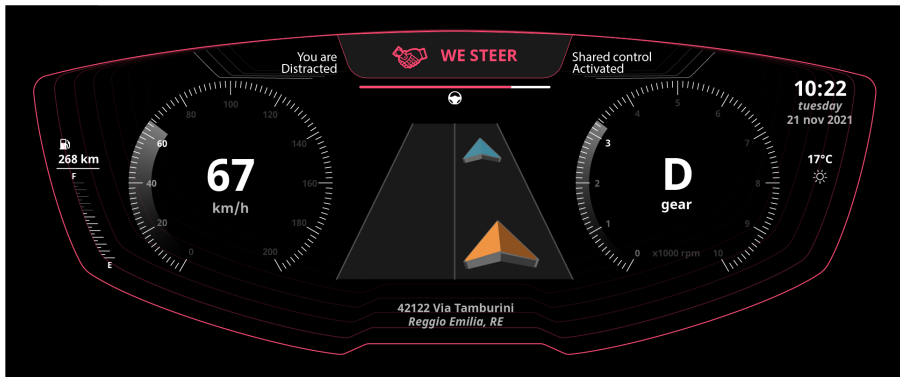 WE STEER
You are
Distracted
Shared control
Activated
10:22
tuesday
21 nov 2021
268 km
F
E
0
20
40
60
80
100
120
140
160
180
200
67
km/h
0
1
2
3
4
5
6
7
8
9
10
x1000 rpm
D
gear
17°C
42122 Via Tamburini
Reggio Emilia, RE